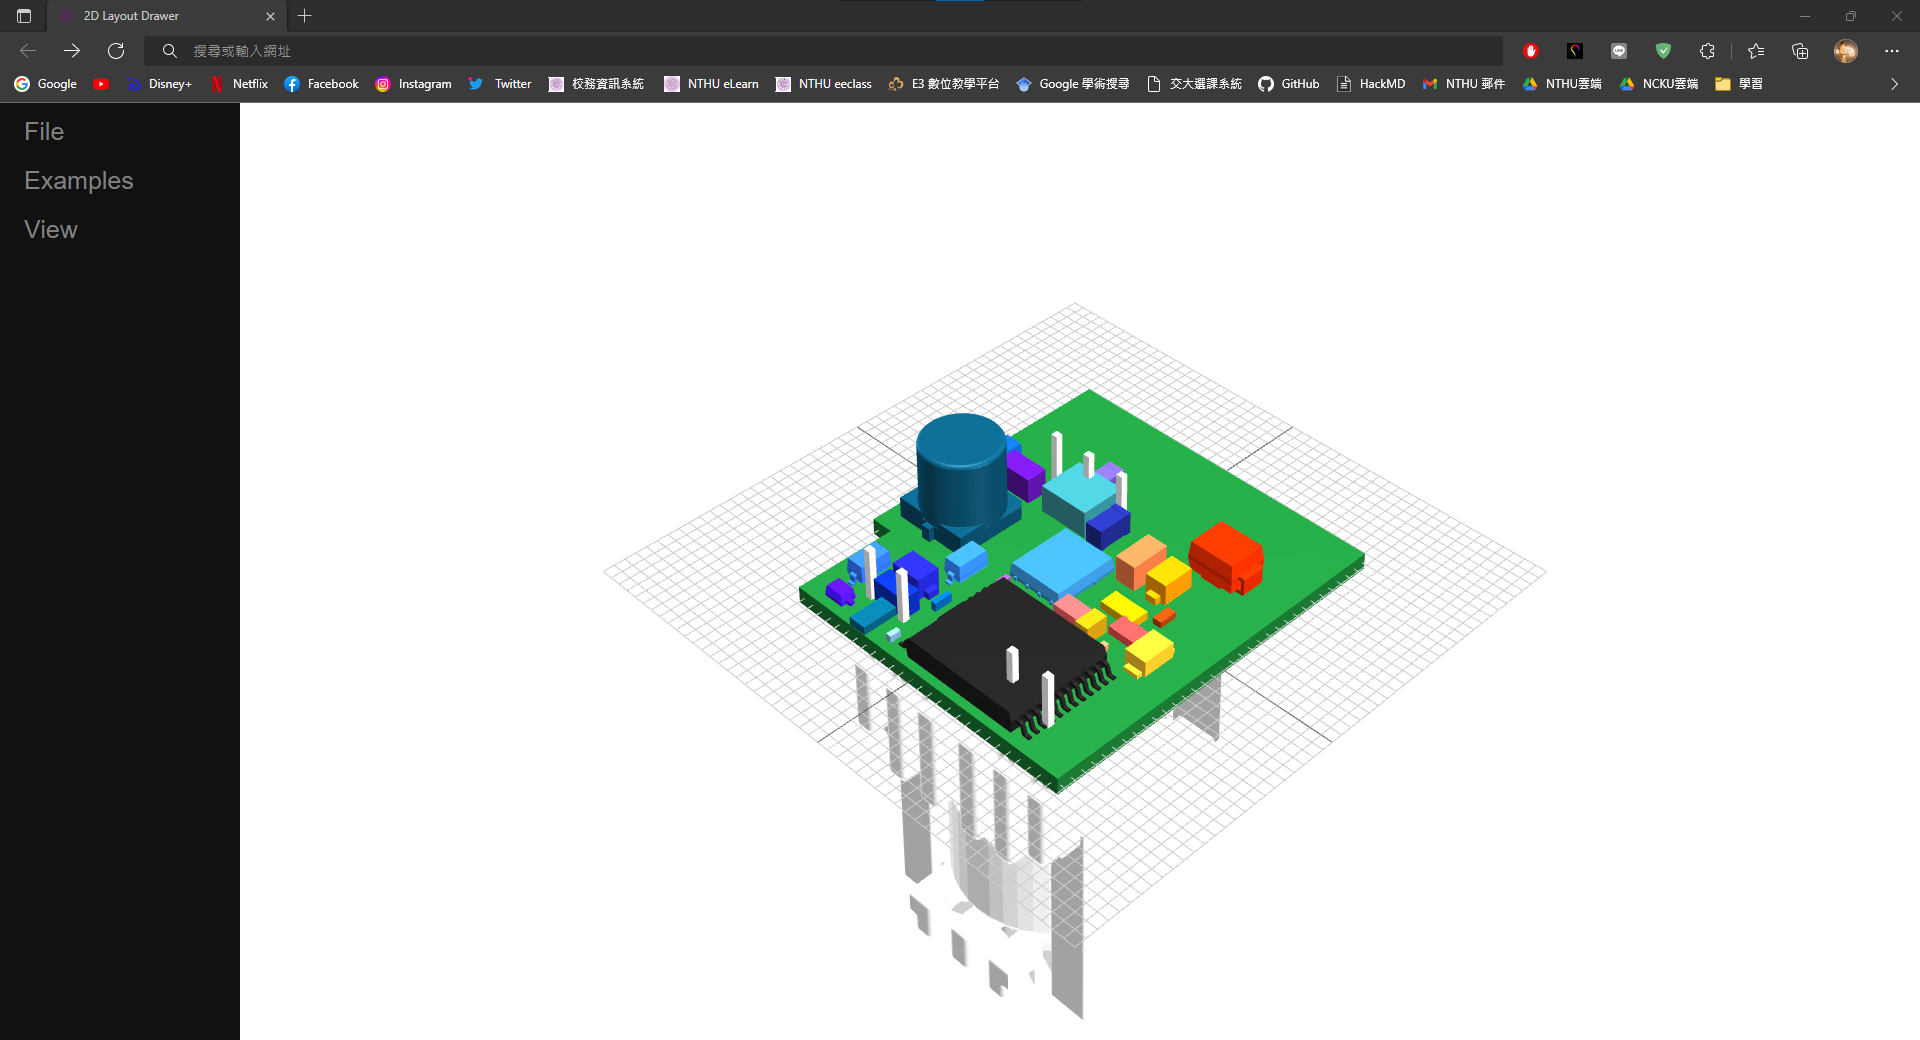 2D Layout Drawer
搜尋或輸入網址
Google Disney+ Netflix Facebook Instagram Twitter 校務資訊系統 NTHU eLearn NTHU eeclass E3 數位教學平台 Google 學術搜尋 交大選課系統 GitHub HackMD NTHU 郵件 NTHU雲端 NCKU雲端 學習
File
Examples
View